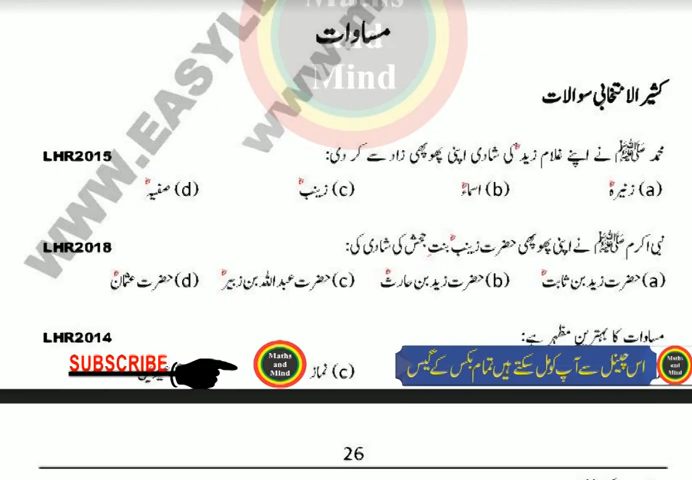 مساوات
Maths
and
Mind
کثیر الانتخابی سوالات
محمد ﷺ نے اپنے غلام زیدؓ کی شادی اپنی پھوپھی زاد سے کر دی: LHR2015
(a) زنیرہؓ (b) اسماءؓ (c) زینبؓ (d) صفیہؓ
نبی اکرم ﷺ نے اپنی پھوپھی حضرت زینبؓ بنت جحش کی شادی کی: LHR2018
(a) حضرت زید بن ثابتؓ (b) حضرت زید بن حارثؓ (c) حضرت عبداللہ بن زبیرؓ (d) حضرت عثمانؓ
مساوات کا بہترین مظہر ہے: LHR2014
(c) نماز
SUBSCRIBE
Maths
and
Mind
اس چینل سے آپ کو مل سکتے ہیں تمام بکس کے گیس
Maths
and
Mind
26